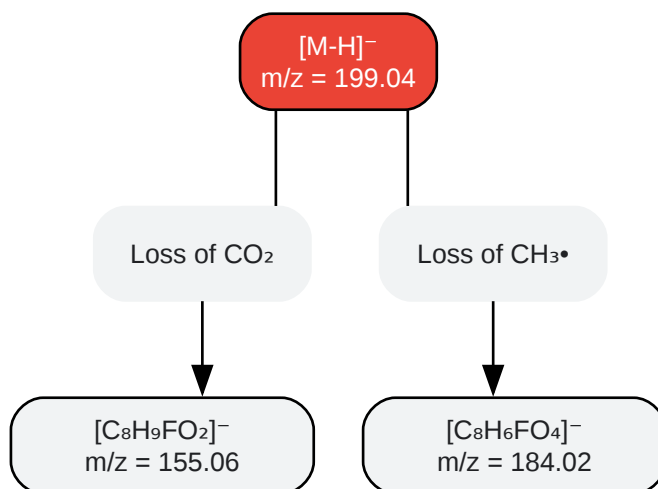 [M-H]⁻
m/z = 199.04
Loss of CO₂
Loss of CH₃•
[C₈H₉FO₂]⁻
m/z = 155.06
[C₈H₆FO₄]⁻
m/z = 184.02